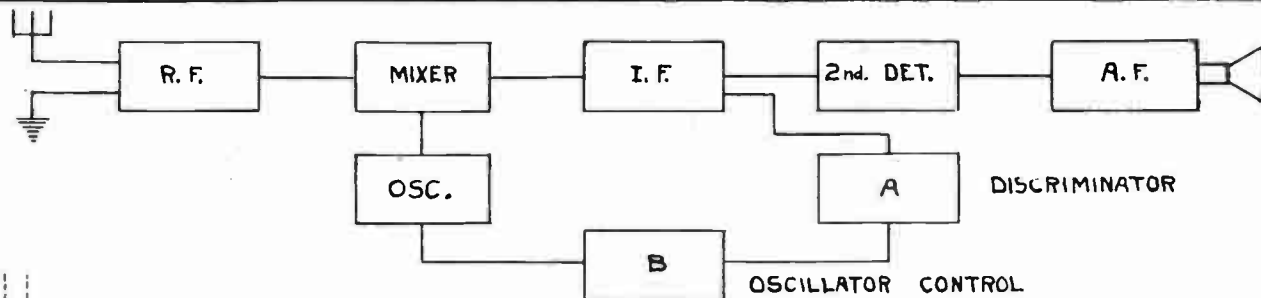 R.F. MIXER I.F. 2nd. DET. A.F.
OSC. A DISCRIMINATOR
B
OSCILLATOR CONTROL